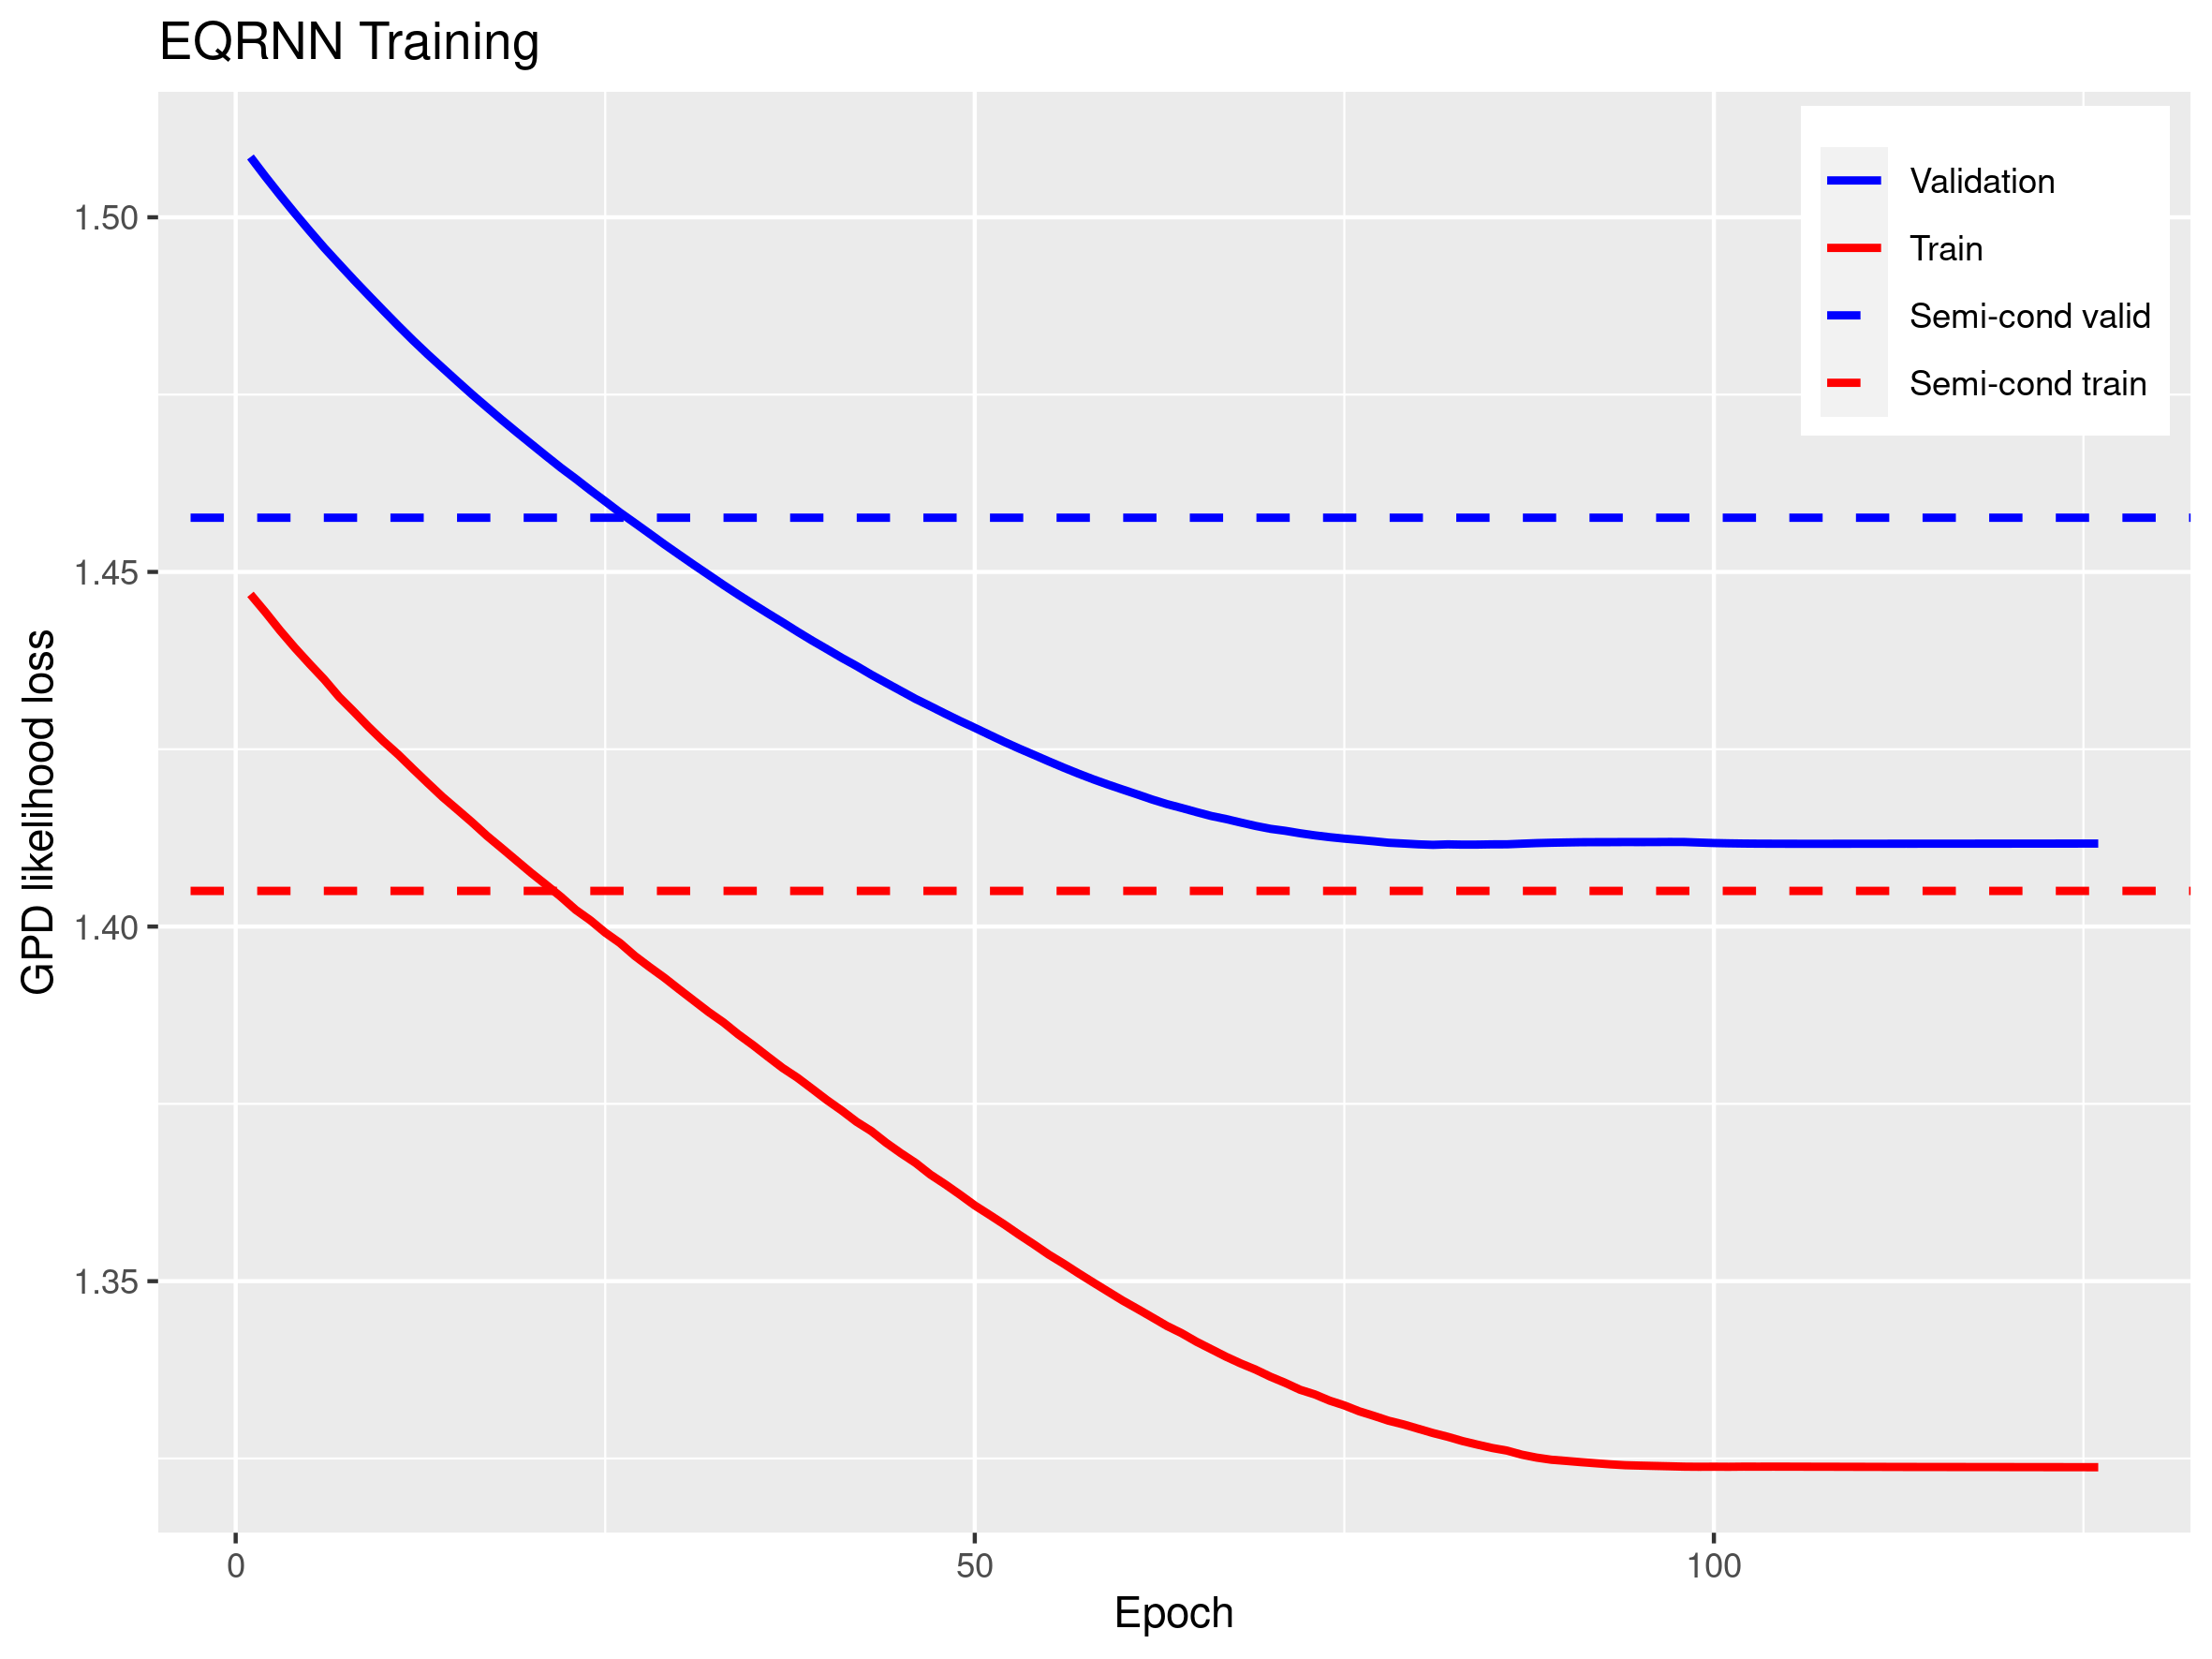 EQRNN Training
Validation
Train
Semi-cond valid
Semi-cond train
GPD likelihood loss
1.50
1.45
1.40
1.35
0
50
100
Epoch